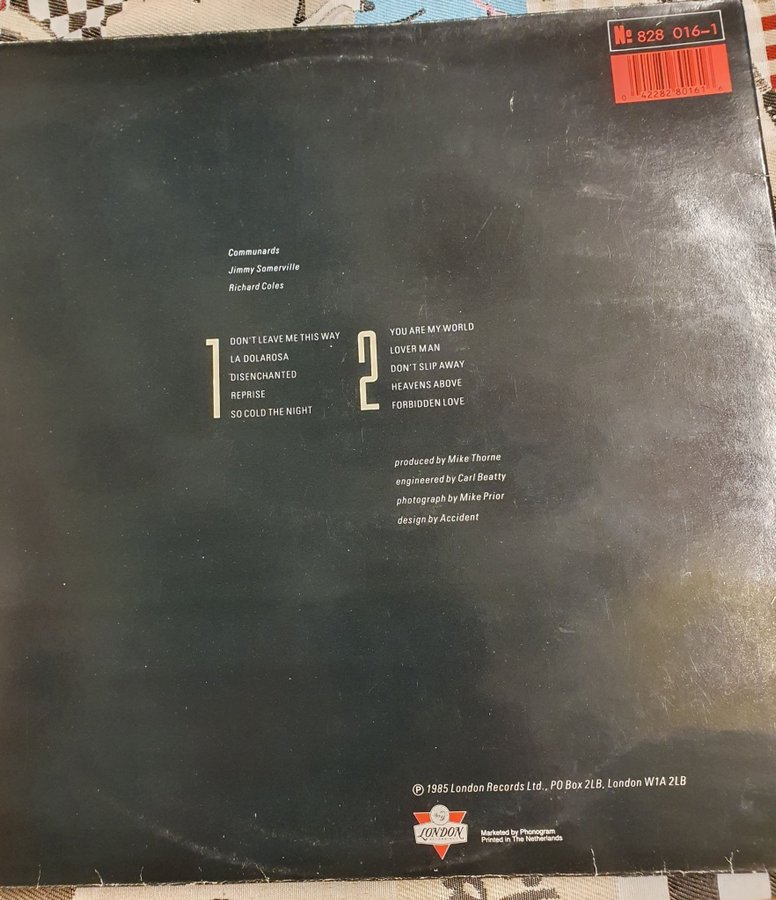 Nº 828 016-1
0 42282 80161 6
Communards
Jimmy Somerville
Richard Coles
1
DON'T LEAVE ME THIS WAY
LA DOLAROSA
DISENCHANTED
REPRISE
SO COLD THE NIGHT
2
YOU ARE MY WORLD
LOVER MAN
DON'T SLIP AWAY
HEAVENS ABOVE
FORBIDDEN LOVE
produced by Mike Thorne
engineered by Carl Beatty
photograph by Mike Prior
design by Accident
Ⓟ 1985 London Records Ltd., PO Box 2LB, London W1A 2LB
LONDON
Marketed by Phonogram
Printed in The Netherlands